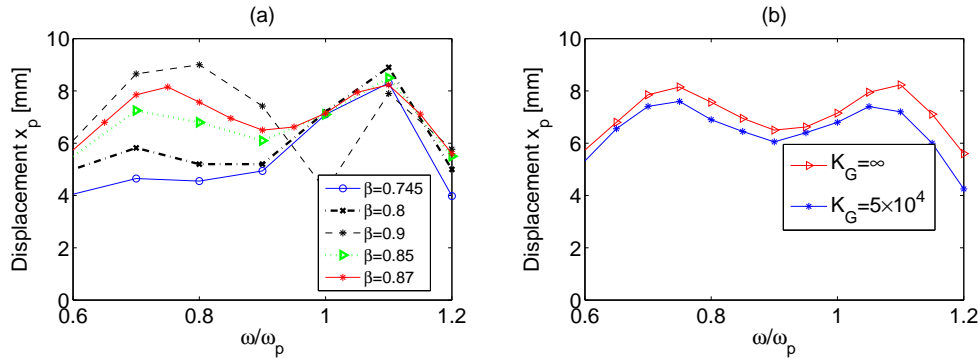 (a)
Displacement x_p [mm]
10
8
6
4
2
0
0.6
0.8
1
1.2
ω/ω_p
β=0.745
β=0.8
β=0.9
β=0.85
β=0.87
(b)
Displacement x_p [mm]
10
8
6
4
2
0
0.6
0.8
1
1.2
ω/ω_p
K_G=∞
K_G=5×10^4